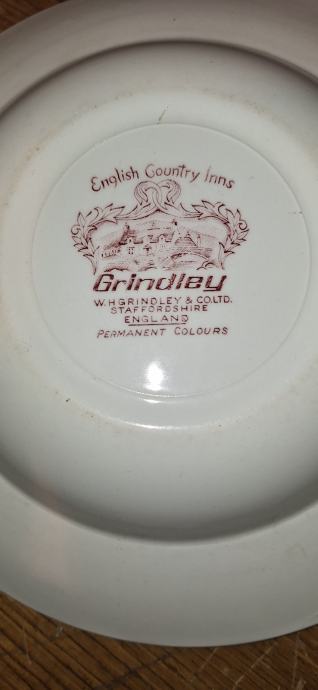 English Country Inns
Grindley
W.H GRINDLEY & CO.LTD.
STAFFORDSHIRE
ENGLAND
PERMANENT COLOURS